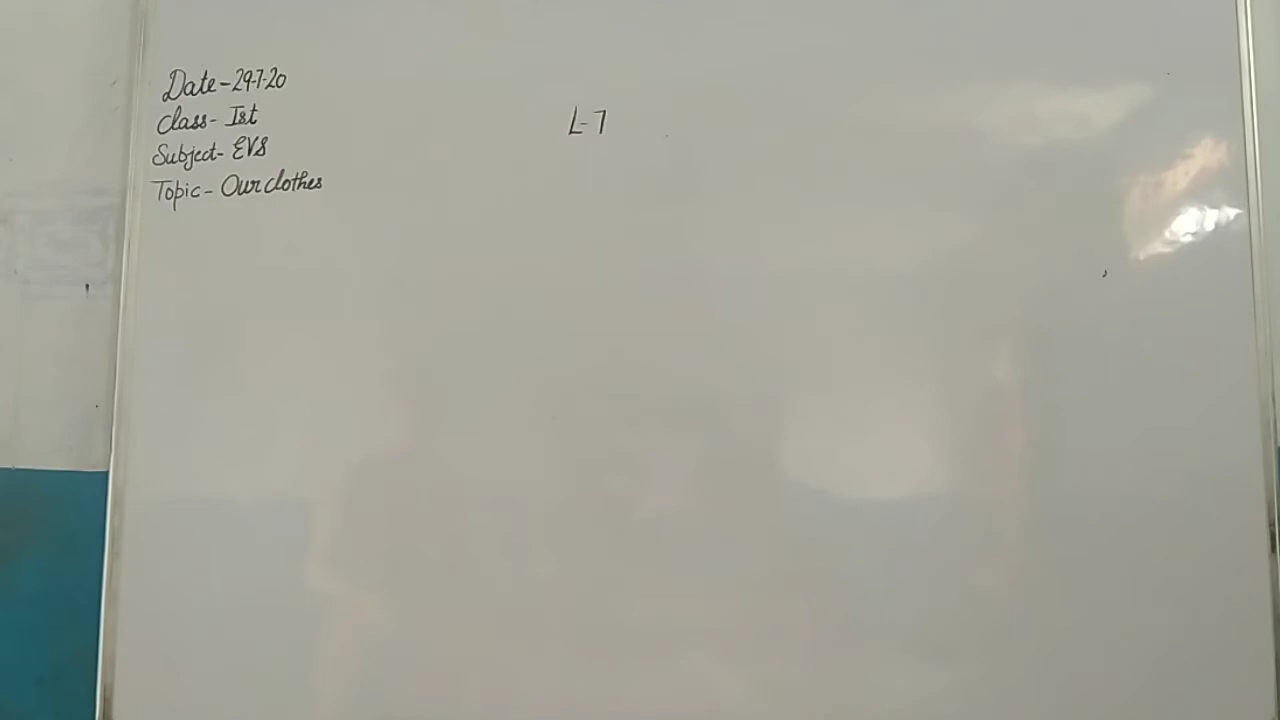 Date-29-7-20
Class- Ist
L-7
Subject- EVS
Topic- Our clothes